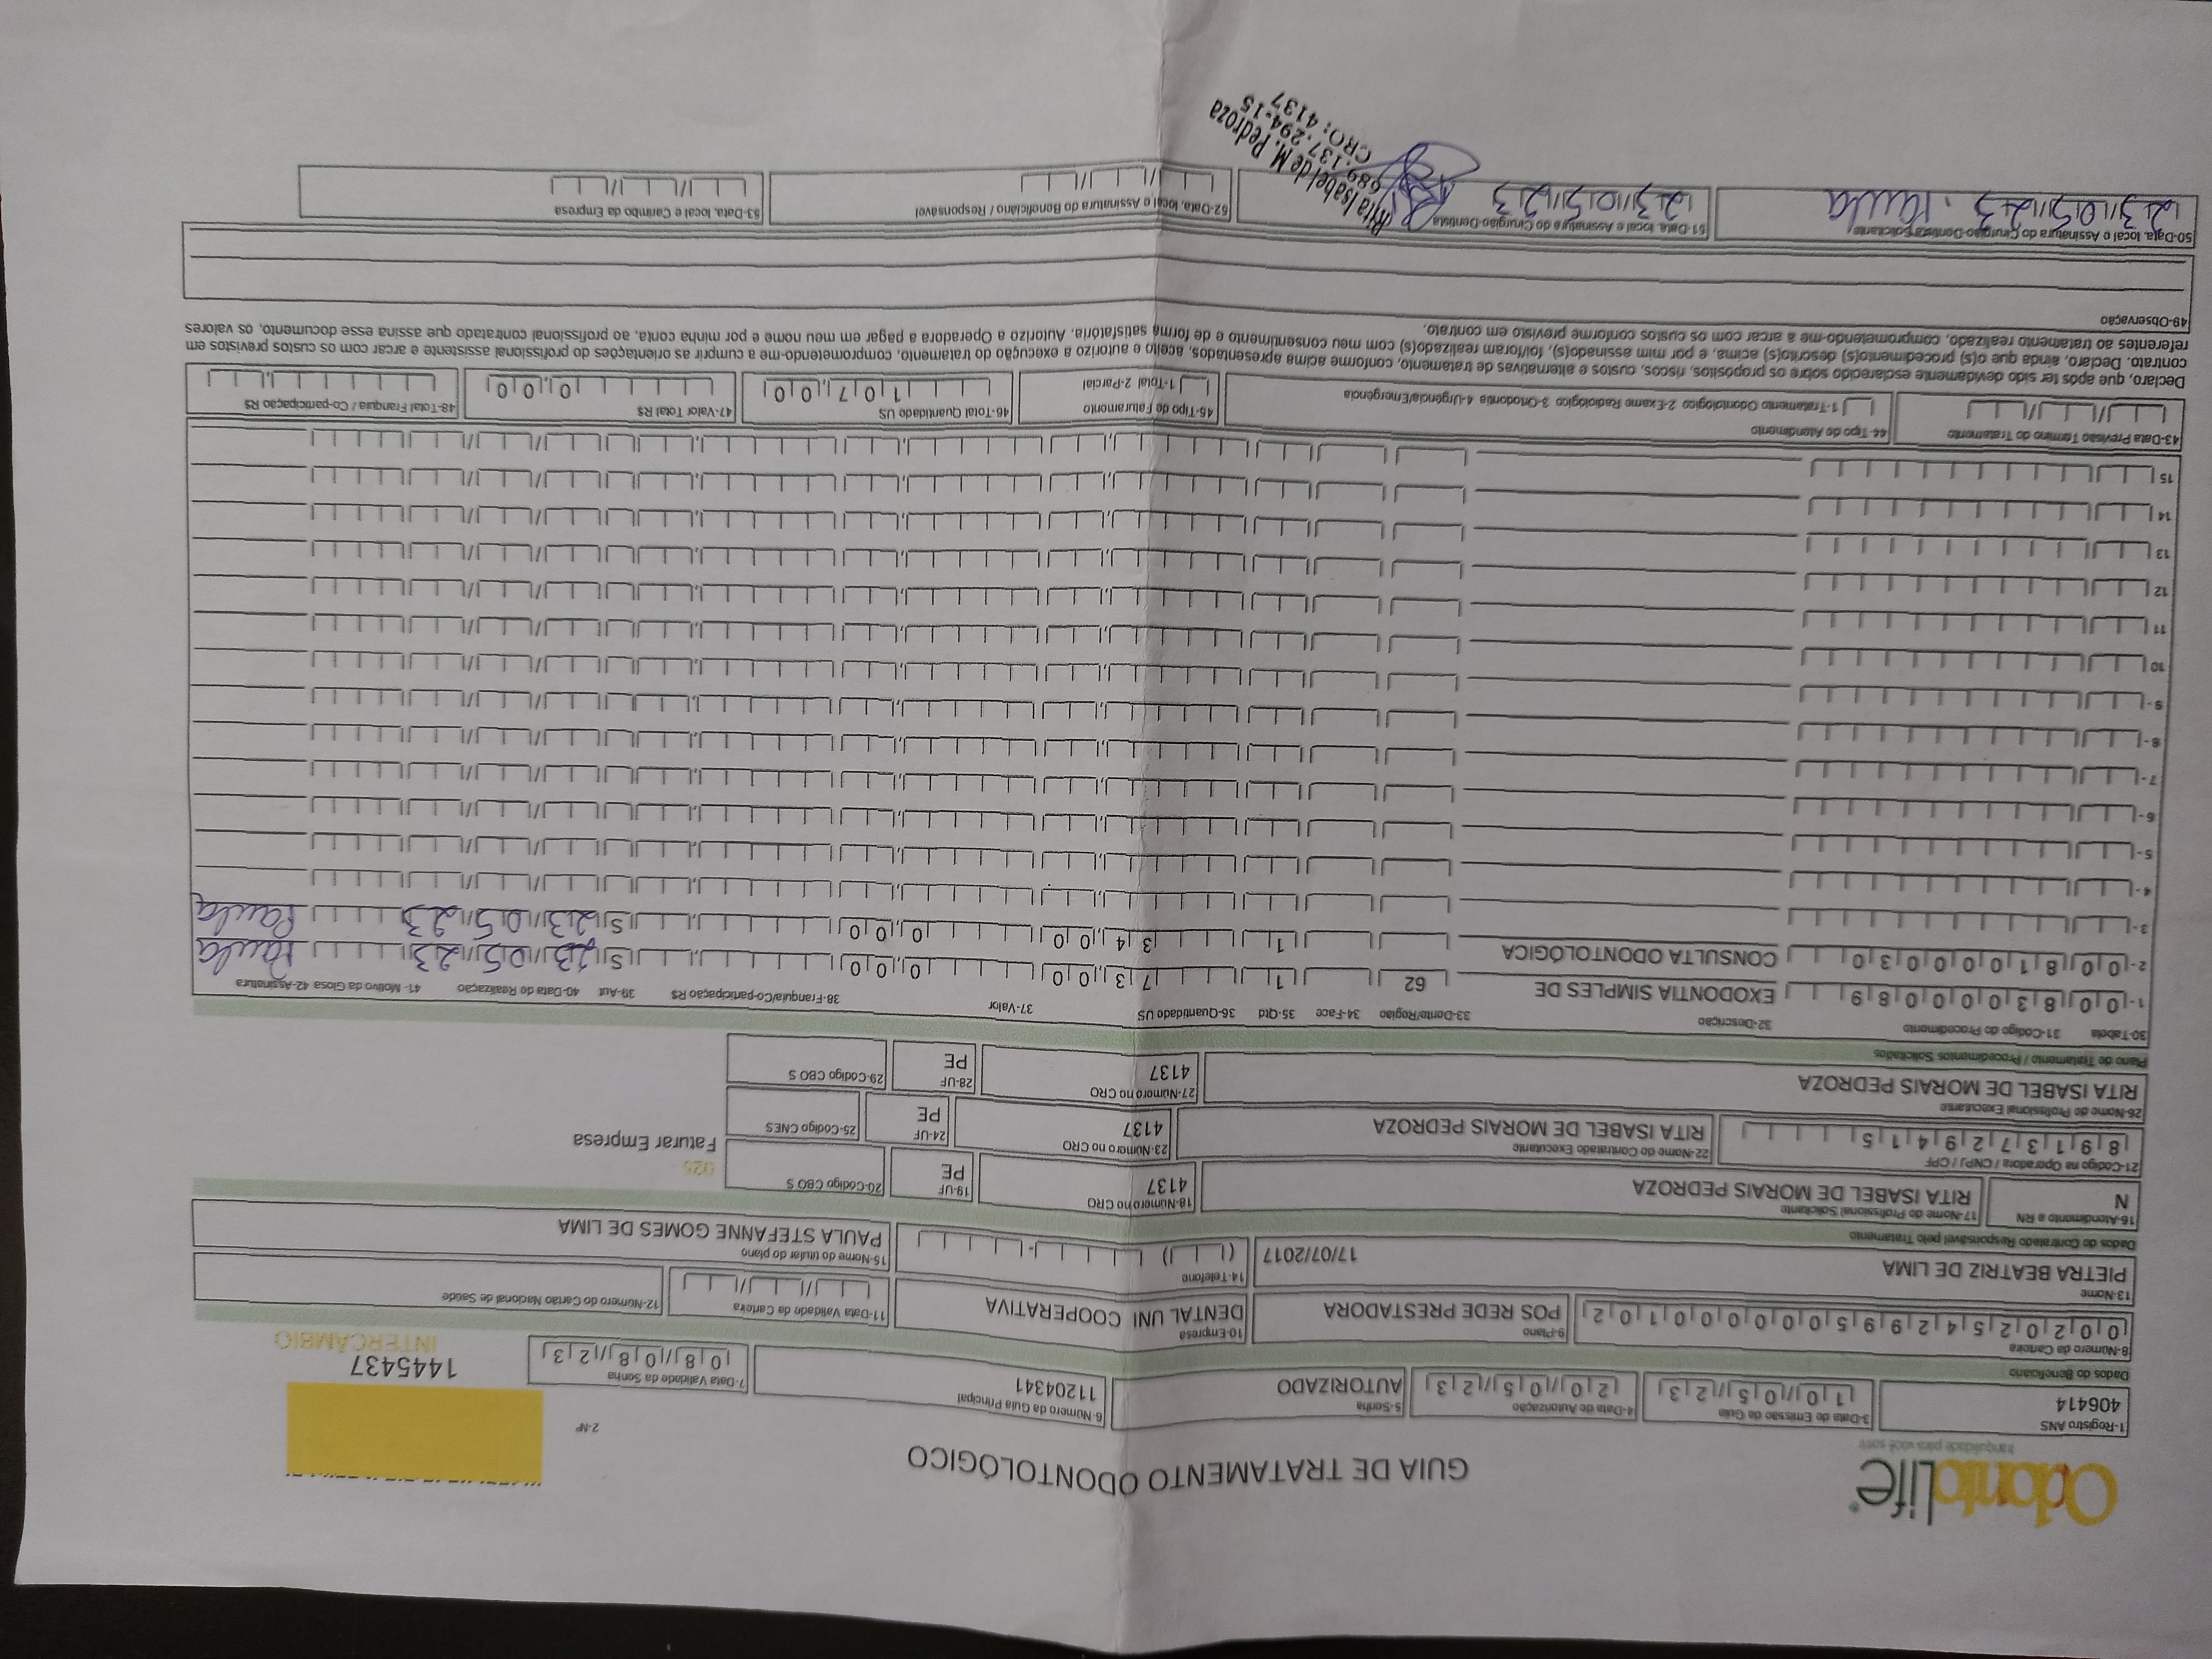 OdontoLife®
tranquilidade para você sorrir
GUIA DE TRATAMENTO ODONTOLÓGICO
2-Nº
1445437
INTERCÂMBIO
1-Registro ANS
406414
3-Data de Emissão da Guia
10/05/23
4-Data de Autorização
20/05/23
5-Senha
AUTORIZADO
6-Número da Guia Principal
11204341
7-Data Validade da Senha
08/08/23
Dados do Beneficiário
8-Número da Carteira
00202542995000000102
9-Plano
POS REDE PRESTADORA
10-Empresa
DENTAL UNI COOPERATIVA
11-Data Validade da Carteira
12-Número do Cartão Nacional de Saúde
13-Nome
PIETRA BEATRIZ DE LIMA
17/07/2017
14-Telefone
15-Nome do titular do plano
PAULA STEFANNE GOMES DE LIMA
Dados do Contratado Responsável pelo Tratamento
16-Atendimento a RN
N
17-Nome do Profissional Solicitante
RITA ISABEL DE MORAIS PEDROZA
18-Número no CRO
4137
19-UF
PE
20-Código CBO S
025 -
Faturar Empresa
21-Código na Operadora / CNPJ / CPF
8913729415
22-Nome do Contratado Executante
RITA ISABEL DE MORAIS PEDROZA
23-Número no CRO
4137
24-UF
PE
25-Código CNES
26-Nome do Profissional Executante
RITA ISABEL DE MORAIS PEDROZA
27-Número no CRO
4137
28-UF
PE
29-Código CBO S
Plano de Tratamento / Procedimentos Solicitados
30-Tabela 31-Código do Procedimento 32-Descrição 33-Dente/Região 34-Face 35-Qtd 36-Quantidade US 37-Valor 38-Franquia/Co-participação R$ 39-Aut 40-Data de Realização 41- Motivo da Glosa 42-Assinatura
1- 00 83000089 EXODONTIA SIMPLES DE 62 1 73,00 0,00 S 23/05/23 Paula
2- 00 81000030 CONSULTA ODONTOLÓGICA 1 34,00 0,00 S 23/05/23 Paula
3-
4-
5-
6-
7-
8-
9-
10
11
12
13
14
15
43-Data Previsão Término do Tratamento
44-Tipo de Atendimento
1-Tratamento Odontológico 2-Exame Radiológico 3-Ortodontia 4-Urgência/Emergência
45-Tipo de Faturamento
1-Total 2-Parcial
46-Total Quantidade US
107,00
47-Valor Total R$
0,00
48-Total Franquia / Co-participação R$
Declaro, que após ter sido devidamente esclarecido sobre os propósitos, riscos, custos e alternativas de tratamento, conforme acima apresentados, aceito e autorizo a execução do tratamento, comprometendo-me a cumprir as orientações do profissional assistente e arcar com os custos previstos em
contrato. Declaro, ainda que o(s) procedimento(s) descrito(s) acima, e por mim assinado(s), foi/foram realizado(s) com meu consentimento e de forma satisfatória. Autorizo a Operadora a pagar em meu nome e por minha conta, ao profissional contratado que assina esse documento, os valores
referentes ao tratamento realizado, comprometendo-me a arcar com os custos conforme previsto em contrato.
49-Observação
50-Data, local e Assinatura do Cirurgião-Dentista Solicitante
23/05/23. Paula
51-Data, local e Assinatura do Cirurgião-Dentista
23/05/23
52-Data, local e Assinatura do Beneficiário / Responsável
53-Data, local e Carimbo da Empresa
Rita Isabel de M. Pedroza
.137.294-15
CRO: 4137